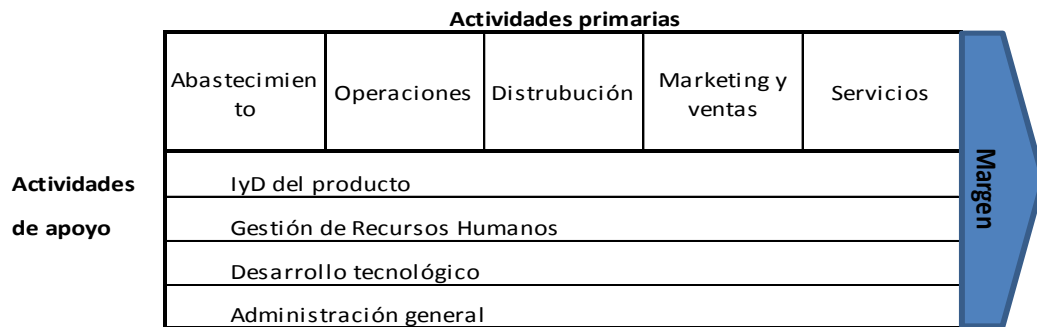 Actividades primarias
Abastecimien
to
Operaciones
Distrubución
Marketing y
ventas
Servicios
Margen
Actividades
de apoyo
IyD del producto
Gestión de Recursos Humanos
Desarrollo tecnológico
Administración general